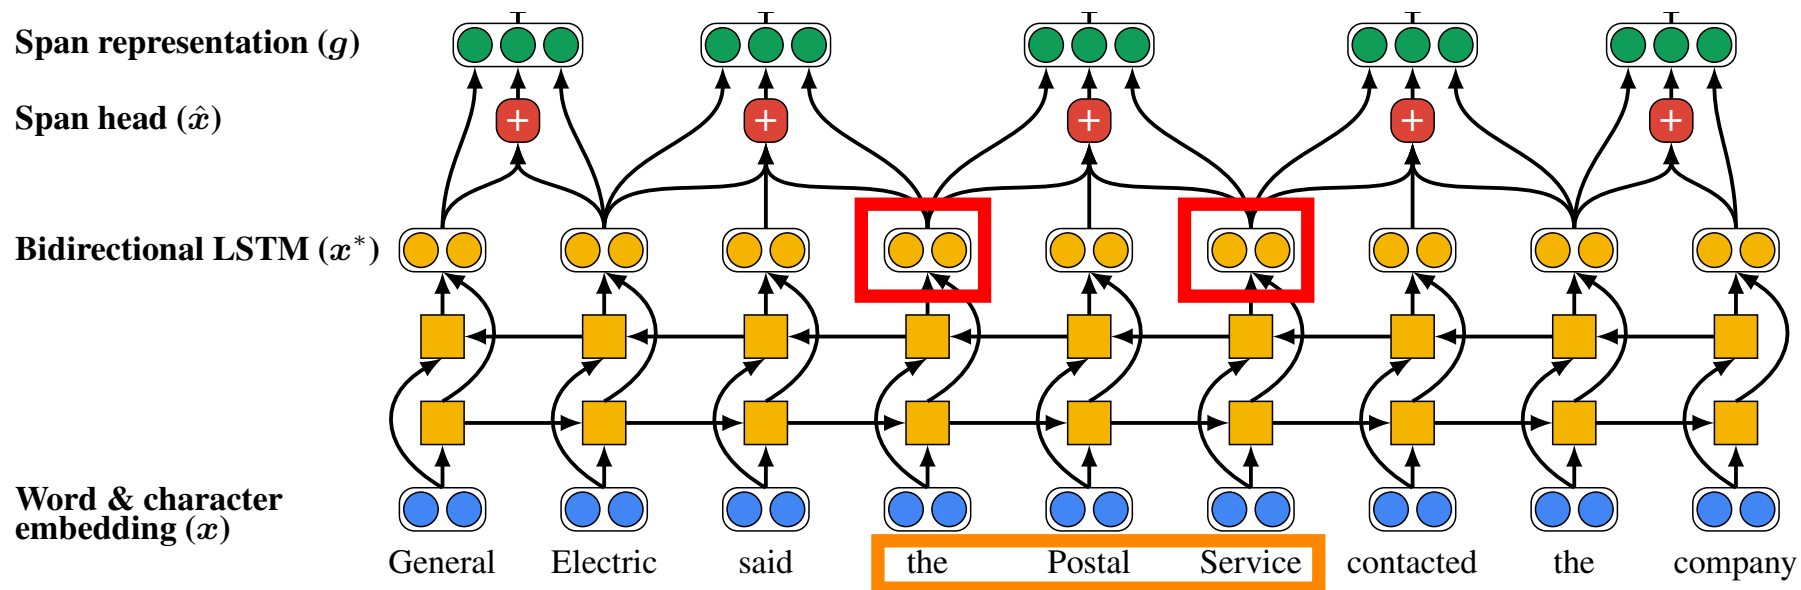 Span representation (g)
Span head (x̂)
Bidirectional LSTM (x*)
Word & character
embedding (x)
General Electric said the Postal Service contacted the company